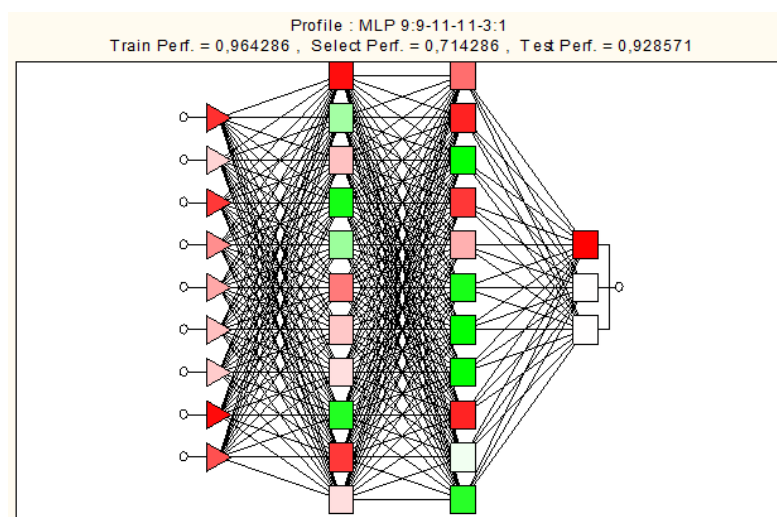 Profile : MLP 9:9-11-11-3:1
Train Perf. = 0,964286 , Select Perf. = 0,714286 , Test Perf. = 0,928571